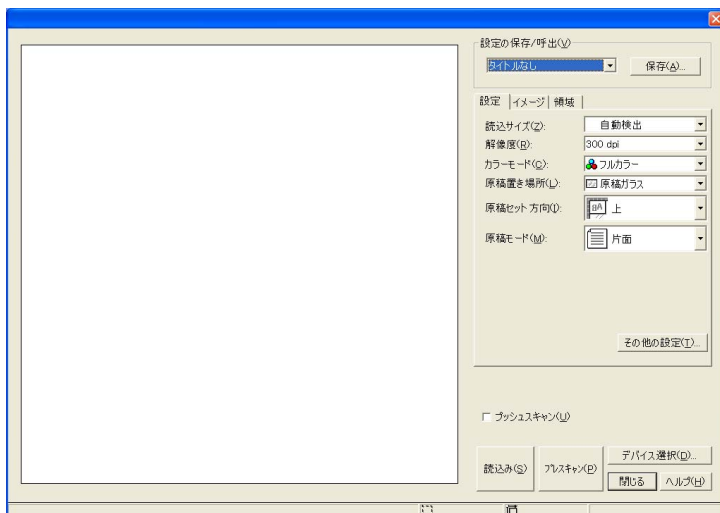 設定の保存/呼出(V)
タイトルなし
保存(A)...
設定 イメージ 領域
読込サイズ(Z): 自動検出
解像度(R): 300 dpi
カラーモード(C): フルカラー
原稿置き場所(L): 原稿ガラス
原稿セット方向(I): 上
原稿モード(M): 片面
その他の設定(T)...
プッシュスキャン(U)
読込み(S)
プレスキャン(P)
デバイス選択(D)...
閉じる
ヘルプ(H)